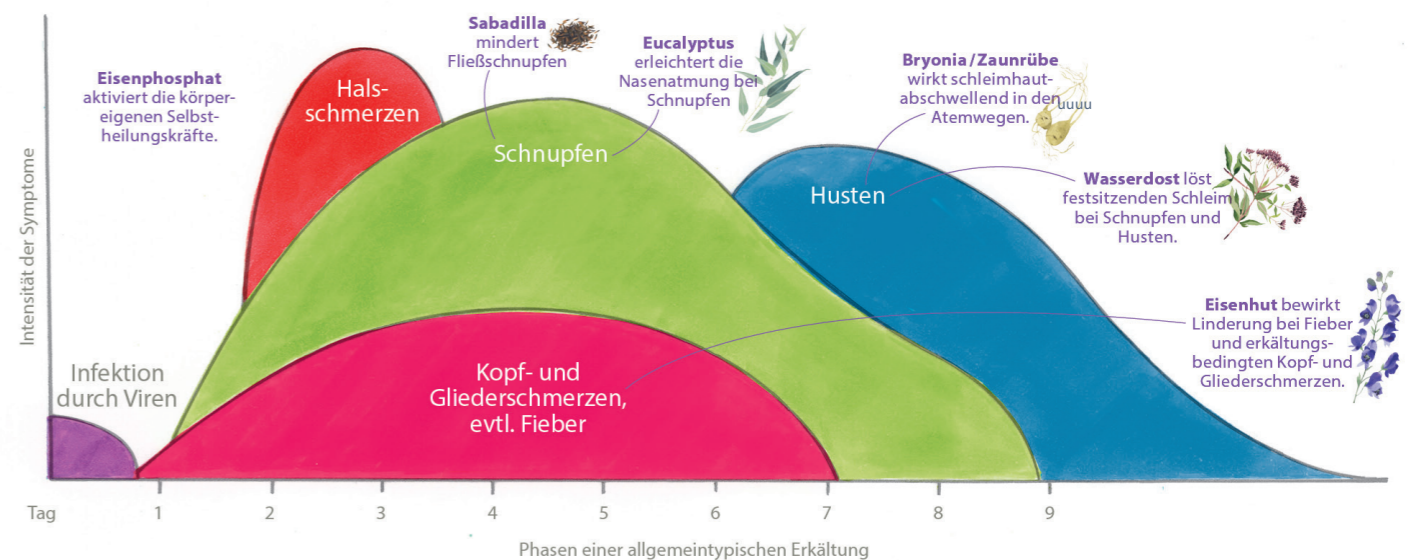 Intensität der Symptome
Eisenphosphat
aktiviert die körper-
eigenen Selbst-
heilungskräfte.
Hals-
schmerzen
Sabadilla
mindert
Fließschnupfen
Eucalyptus
erleichtert die
Nasenatmung bei
Schnupfen
Schnupfen
Bryonia/Zaunrübe
wirkt schleimhaut-
abschwellend in den
uuuu
Atemwegen.
Husten
Wasserdost löst
festsitzenden Schleim
bei Schnupfen und
Husten.
Eisenhut bewirkt
Linderung bei Fieber
und erkältungs-
bedingten Kopf- und
Gliederschmerzen.
Infektion
durch Viren
Kopf- und
Gliederschmerzen,
evtl. Fieber
Tag 1 2 3 4 5 6 7 8 9
Phasen einer allgemeintypischen Erkältung